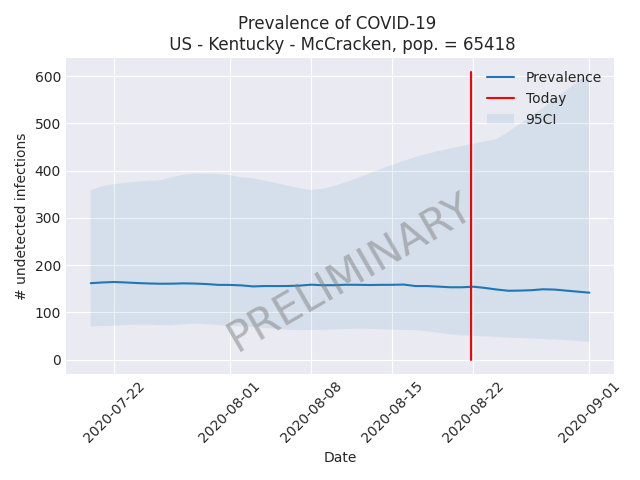 Prevalence of COVID-19
US - Kentucky - McCracken, pop. = 65418
Prevalence
Today
95CI
600
500
400
300
200
100
0
# undetected infections
PRELIMINARY
2020-07-22
2020-08-01
2020-08-08
2020-08-15
2020-08-22
2020-09-01
Date